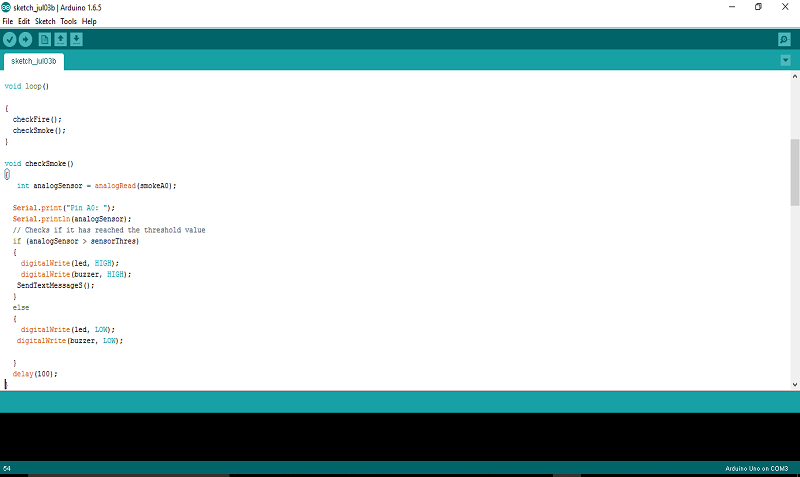 sketch_jul03b | Arduino 1.6.5
File Edit Sketch Tools Help
sketch_jul03b
void loop()
{
checkFire();
checkSmoke();
}
void checkSmoke()
{
int analogSensor = analogRead(smokeA0);
Serial.print("Pin A0: ");
Serial.println(analogSensor);
// Checks if it has reached the threshold value
if (analogSensor > sensorThres)
{
digitalWrite(led, HIGH);
digitalWrite(buzzer, HIGH);
SendTextMessageS();
}
else
{
digitalWrite(led, LOW);
digitalWrite(buzzer, LOW);
}
delay(100);
}
54
Arduino Uno on COM3